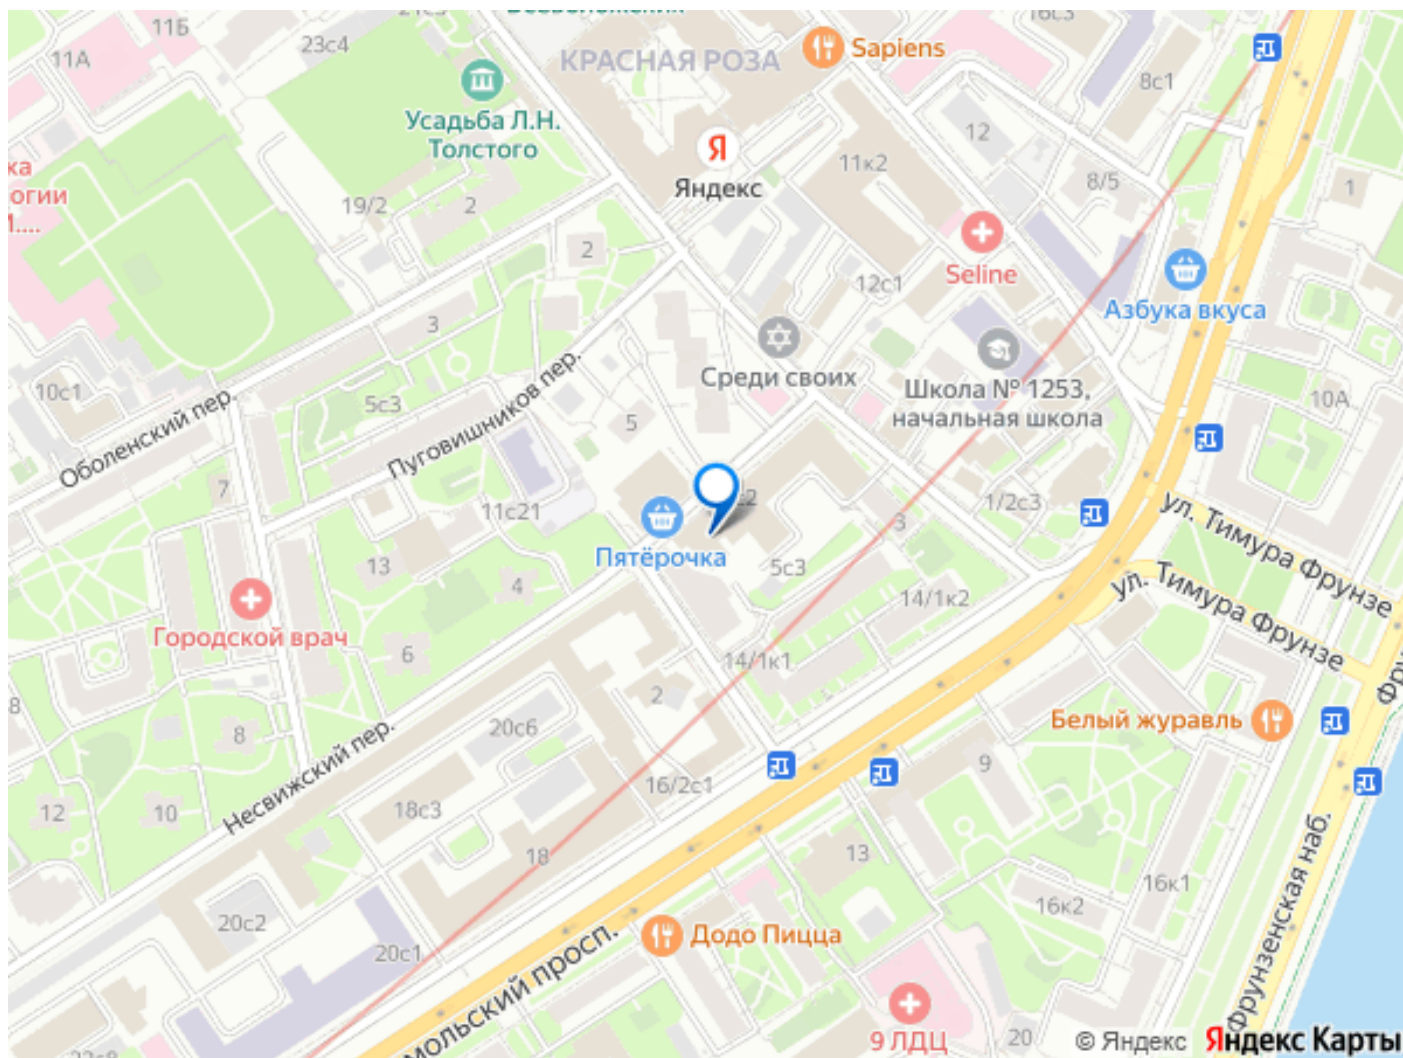 11Б
11А
23с4
КРАСНАЯ РОЗА
Sapiens
16с3
8с1
Усадьба Л.Н.
Толстого
Яндекс
11к2
12
8/5
1
19/2
2
2
Seline
12с1
Азбука вкуса
3
Среди своих
Школа № 1253,
начальная школа
10А
10с1
5с3
Оболенский пер.
Пуговишников пер.
5
7
11с21
Пятёрочка
3
1/2с3
ул. Тимура Фрунзе
ул. Тимура Фрунзе
13
4
5с3
14/1к2
Городской врач
6
14/1к1
8
8
2
20с6
Белый журавль
Несвижский пер.
16/2с1
9
12
10
18с3
18
13
16к1
16к2
20с2
20с1
Додо Пицца
Фрунзенская наб.
9 ЛДЦ
20
© Яндекс
Яндекс Карты